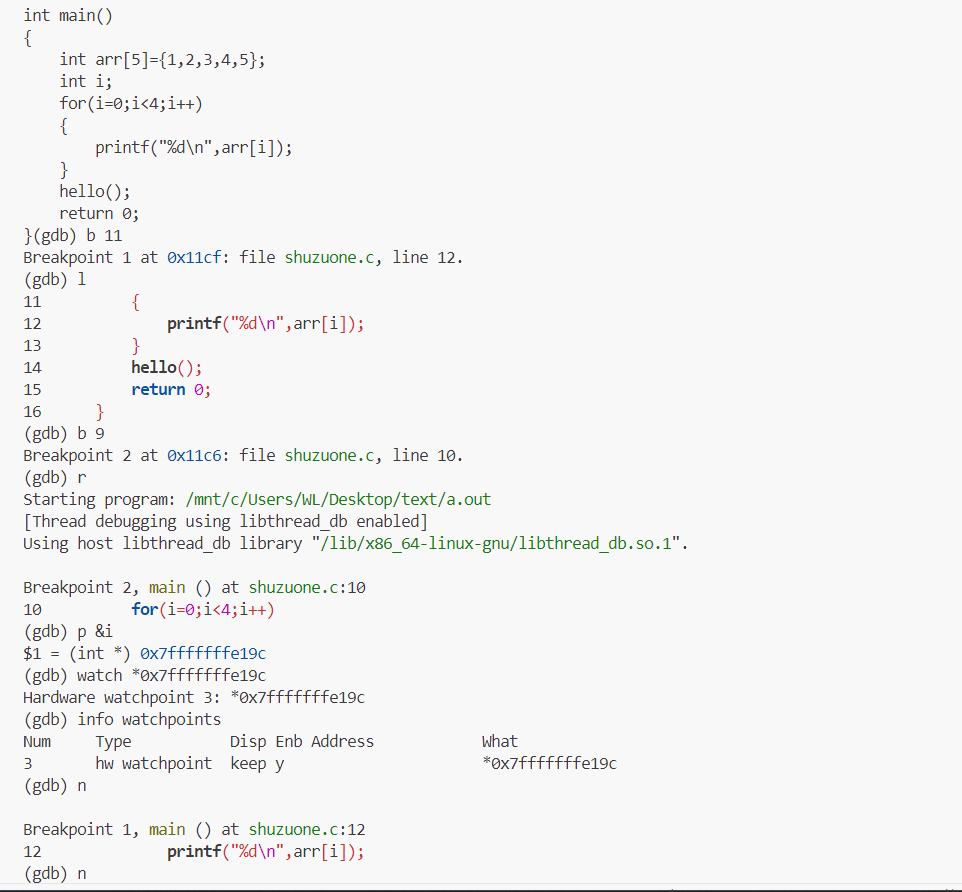 int main()
{
    int arr[5]={1,2,3,4,5};
    int i;
    for(i=0;i<4;i++)
    {
        printf("%d\n",arr[i]);
    }
    hello();
    return 0;
}(gdb) b 11
Breakpoint 1 at 0x11cf: file shuzuone.c, line 12.
(gdb) l
11          {
12              printf("%d\n",arr[i]);
13          }
14          hello();
15          return 0;
16      }
(gdb) b 9
Breakpoint 2 at 0x11c6: file shuzuone.c, line 10.
(gdb) r
Starting program: /mnt/c/Users/WL/Desktop/text/a.out
[Thread debugging using libthread_db enabled]
Using host libthread_db library "/lib/x86_64-linux-gnu/libthread_db.so.1".

Breakpoint 2, main () at shuzuone.c:10
10          for(i=0;i<4;i++)
(gdb) p &i
$1 = (int *) 0x7fffffffe19c
(gdb) watch *0x7fffffffe19c
Hardware watchpoint 3: *0x7fffffffe19c
(gdb) info watchpoints
Num     Type           Disp Enb Address            What
3       hw watchpoint  keep y                      *0x7fffffffe19c
(gdb) n

Breakpoint 1, main () at shuzuone.c:12
12              printf("%d\n",arr[i]);
(gdb) n